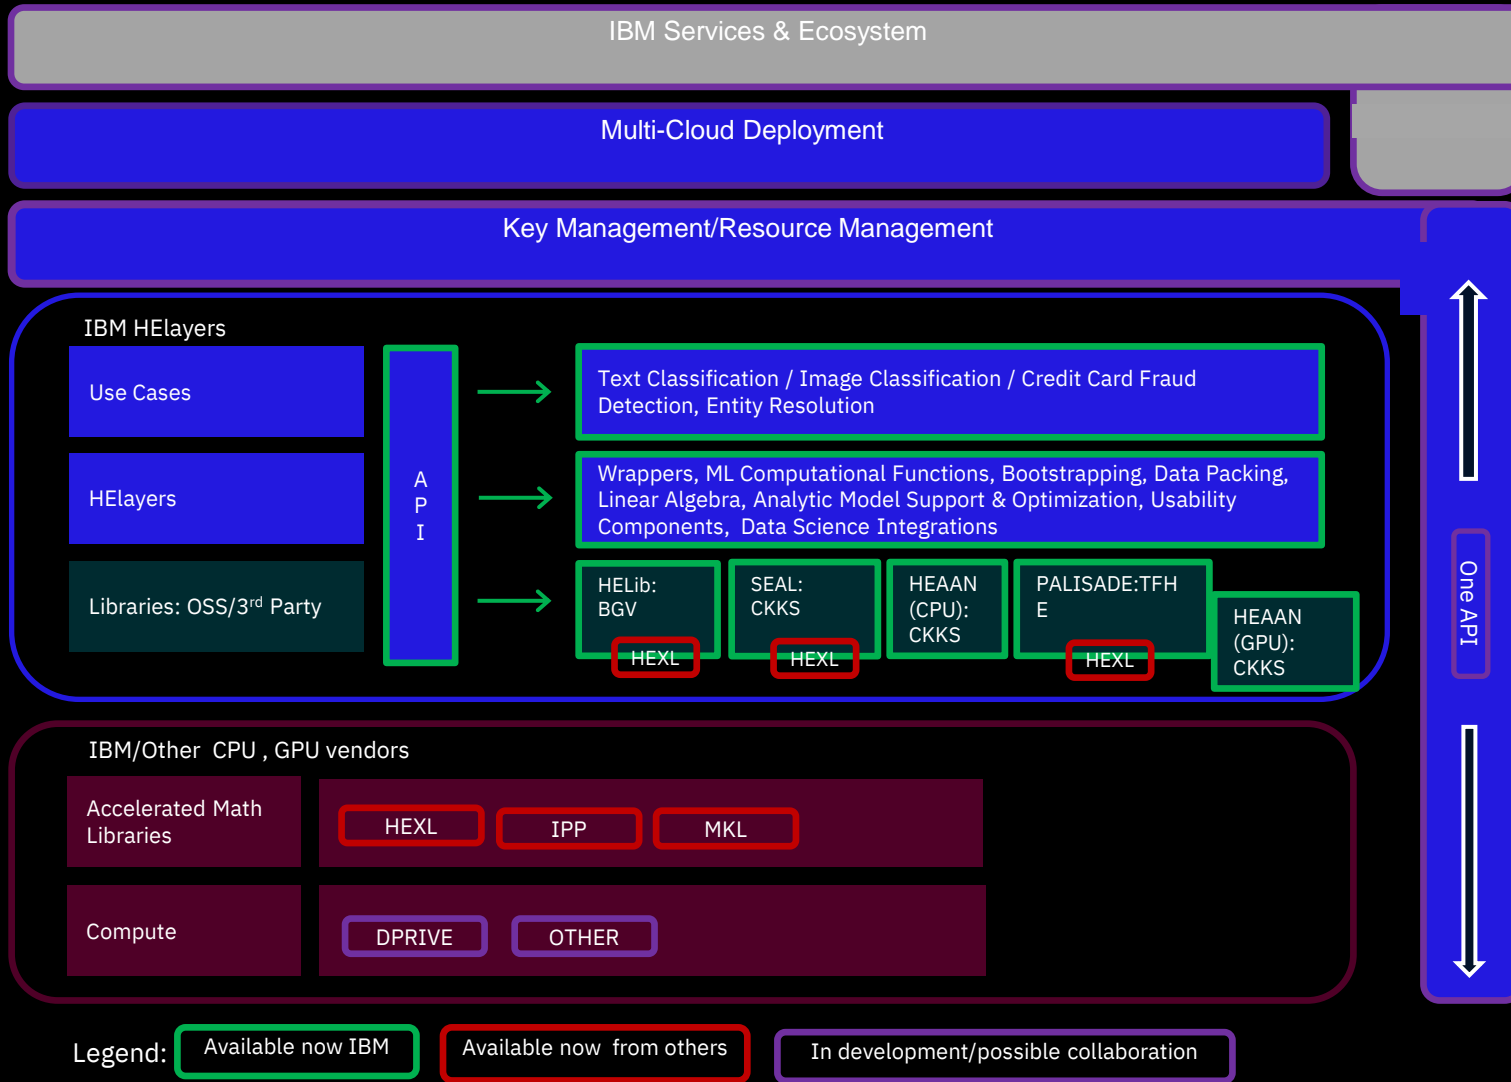 IBM Services & Ecosystem
Multi-Cloud Deployment
Key Management/Resource Management
IBM HElayers
Use Cases
Text Classification / Image Classification / Credit Card Fraud
Detection, Entity Resolution
HElayers
A
P
I
Wrappers, ML Computational Functions, Bootstrapping, Data Packing,
Linear Algebra, Analytic Model Support & Optimization, Usability
Components,  Data Science Integrations
Libraries: OSS/3rd Party
HELib:
BGV
HEXL
SEAL:
CKKS
HEXL
HEAAN
(CPU):
CKKS
PALISADE:TFH
E
HEXL
HEAAN
(GPU):
CKKS
One API
IBM/Other  CPU , GPU vendors
Accelerated Math
Libraries
HEXL
IPP
MKL
Compute
DPRIVE
OTHER
Legend:
Available now IBM
Available now  from others
In development/possible collaboration